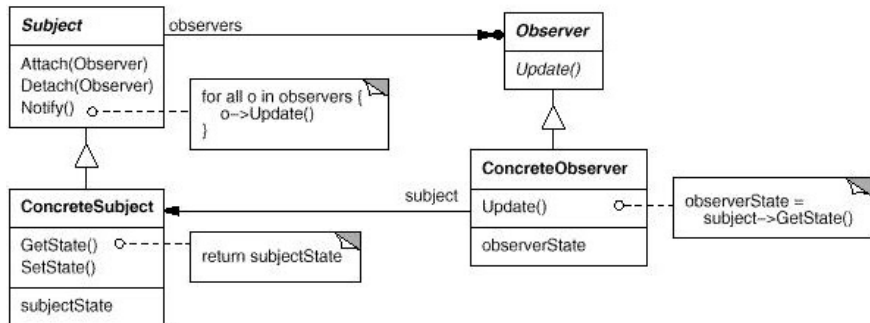 Subject
observers
Observer
Attach(Observer)
Detach(Observer)
Notify()
for all o in observers {
o->Update()
}
Update()
ConcreteSubject
GetState()
SetState()
subjectState
return subjectState
subject
ConcreteObserver
Update()
observerState
observerState =
subject->GetState()